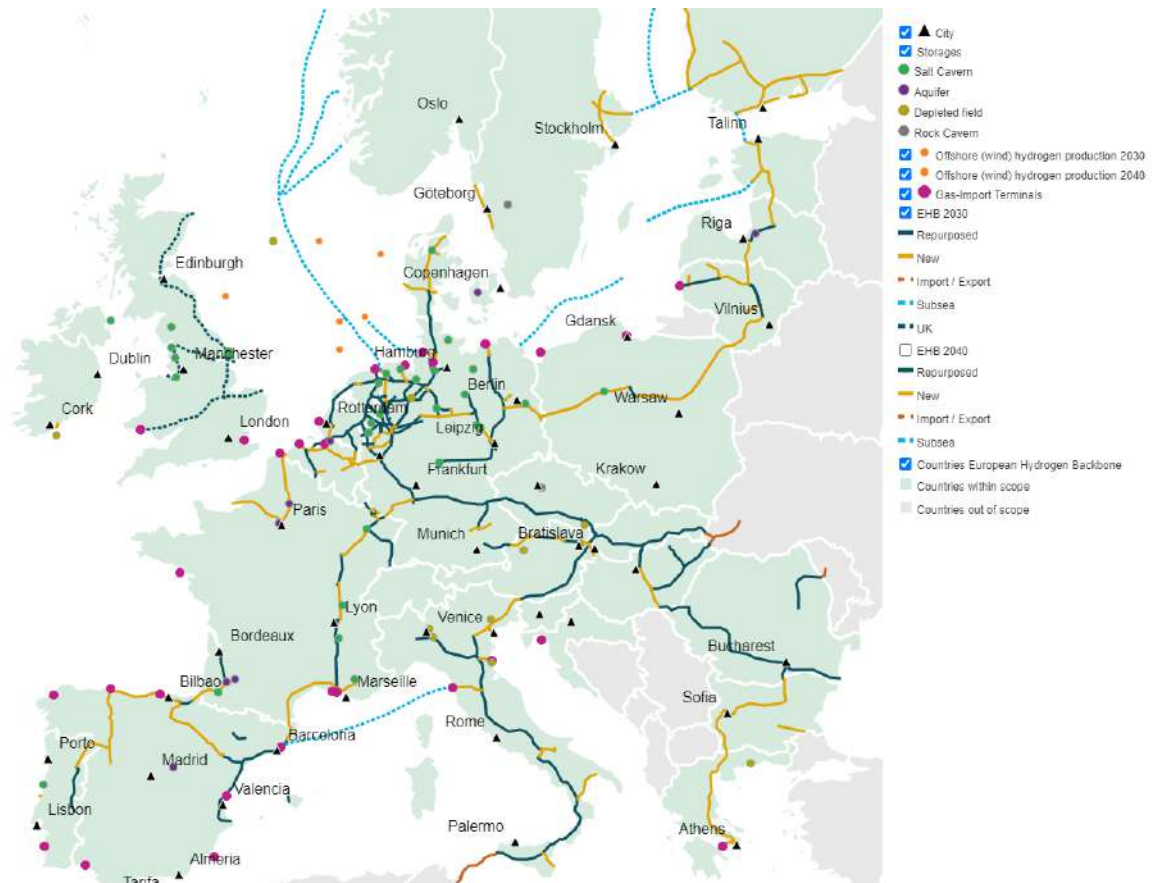 Oslo
Stockholm
Talinn
Göteborg
Riga
Edinburgh
Copenhagen
Vilnius
Gdansk
Dublin
Manchester
Hamburg
Berlin
Warsaw
Cork
London
Rotterdam
Leipzig
Frankfurt
Krakow
Paris
Munich
Bratislava
Lyon
Venice
Bordeaux
Bucharest
Bilbao
Marseille
Sofia
Rome
Porto
Barcolona
Madrid
Valencia
Lisbon
Palermo
Athens
Almeria
Tarifa
City
Storages
Salt Cavern
Aquifer
Depleted field
Rock Cavern
Offshore (wind) hydrogen production 2030
Offshore (wind) hydrogen production 2040
Gas-Import Terminals
EHB 2030
Repurposed
New
Import / Export
Subsea
UK
EHB 2040
Repurposed
New
Import / Export
Subsea
Countries European Hydrogen Backbone
Countries within scope
Countries out of scope